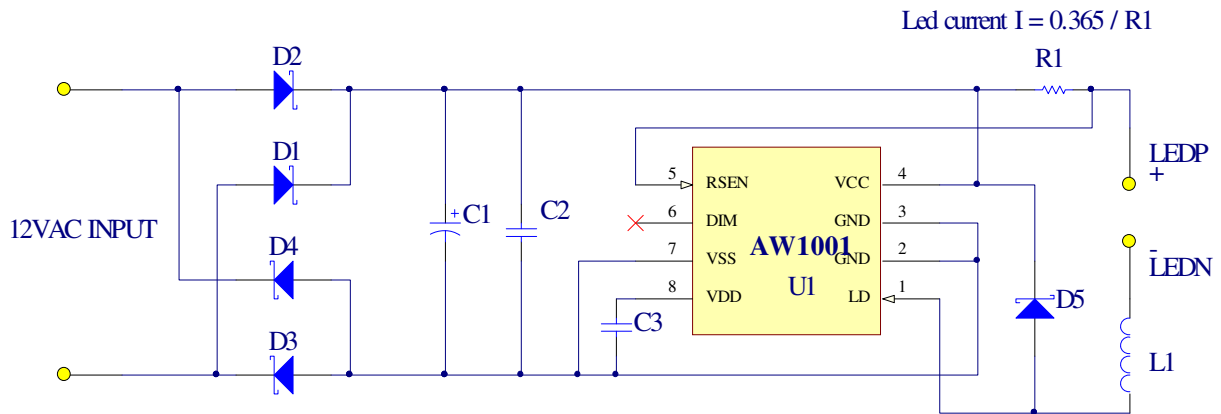 Led current I = 0.365 / R1
R1
D2
D1
12VAC INPUT
D4
D3
+
C1
C2
C3
5 RSEN
6 DIM
7 VSS
8 VDD
VCC 4
GND 3
GND 2
LD 1
AW1001
U1
D5
LEDP
+
-
LEDN
L1